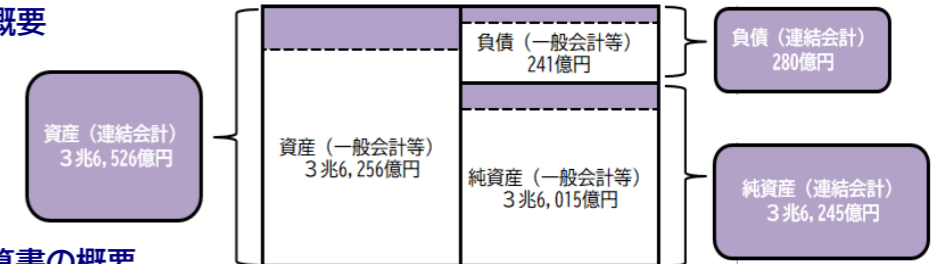 概要
負債（一般会計等）
241億円
負債（連結会計）
280億円
資産（連結会計）
３兆6,526億円
資産（一般会計等）
３兆6,256億円
純資産（一般会計等）
３兆6,015億円
純資産（連結会計）
３兆6,245億円
算書の概要